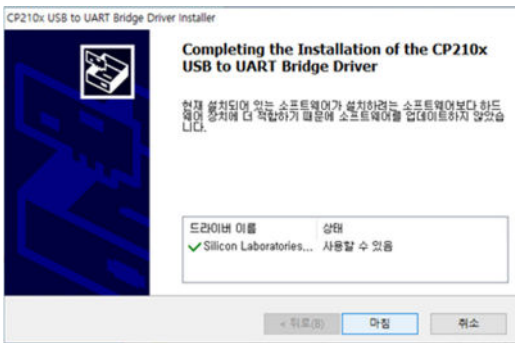 CP210x USB to UART Bridge Driver Installer
Completing the Installation of the CP210x
USB to UART Bridge Driver
현재 설치되어 있는 소프트웨어가 설치하려는 소프트웨어보다 하드
웨어 장치에 더 적합하기 때문에 소프트웨어를 업데이트하지 않았습
니다.
드라이버 이름 상태
Silicon Laboratories... 사용할 수 있음
< 뒤로(B) 마침 취소